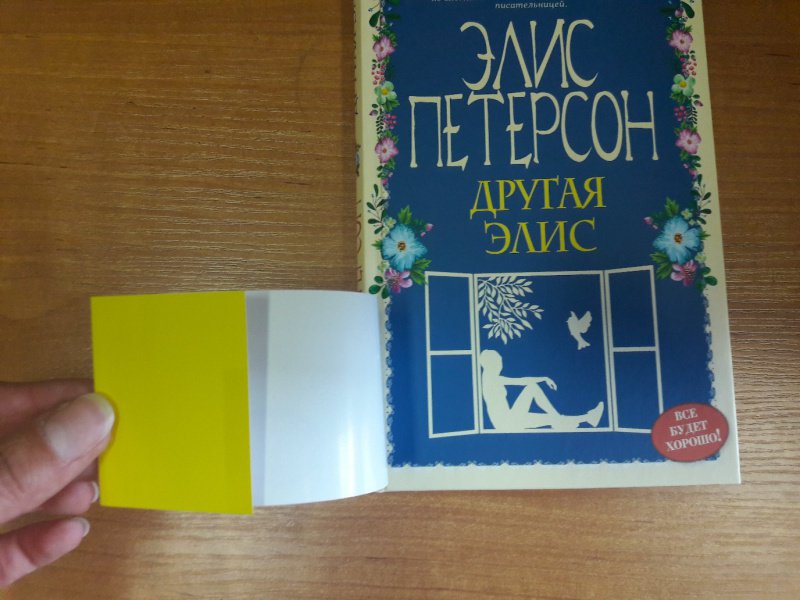 писательницей.
ЭЛИС
ПЕТЕРСОН
ДРУГАЯ
ЭЛИС
ВСЕ
БУДЕТ
ХОРОШО!